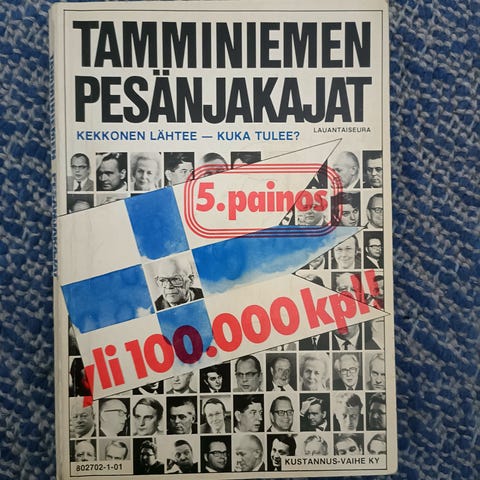 TAMMINIEMEN
PESÄNJAKAJAT
KEKKONEN LÄHTEE — KUKA TULEE?
LAUANTAISEURA
5. painos
yli 100.000 kpl!
802702-1-01
KUSTANNUS-VAIHE KY